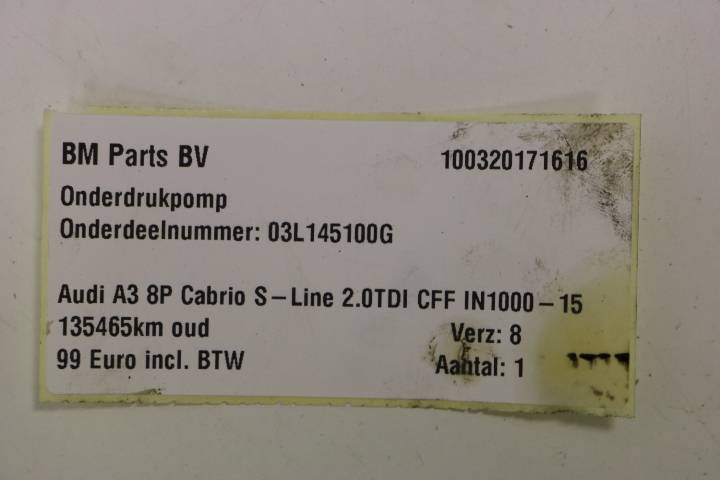 BM Parts BV 100320171616
Onderdrukpomp
Onderdeelnummer: 03L145100G
Audi A3 8P Cabrio S-Line 2.0TDI CFF IN1000-15
135465km oud Verz: 8
99 Euro incl. BTW Aantal: 1